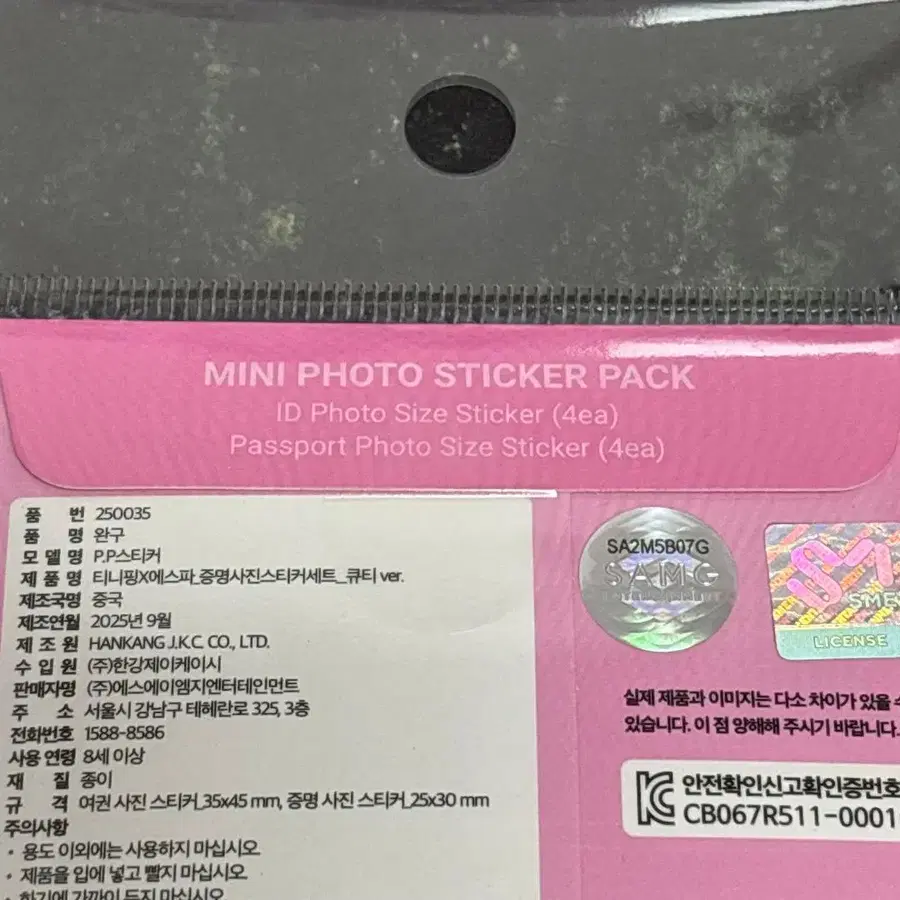 MINI PHOTO STICKER PACK
ID Photo Size Sticker (4ea)
Passport Photo Size Sticker (4ea)
품 번 250035
품 명 완구
모 델 명 P.P스티커
제 품 명 티니핑X에스파_증명사진스티커세트_큐티 ver.
제조국명 중국
제조연월 2025년 9월
제 조 원 HANKANG J.K.C CO., LTD.
수 입 원 (주)한강제이케이시
판매자명 (주)에스에이엠지엔터테인먼트
주 소 서울시 강남구 테헤란로 325, 3층
전화번호 1588-8586
사용 연령 8세 이상
재 질 종이
규 격 여권 사진 스티커_35x45 mm, 증명 사진 스티커_25x30 mm
주의사항
• 용도 이외에는 사용하지 마십시오
• 제품을 입에 넣고 빨지 마십시오
SA2M5B07G
SAMG
SM
LICENSE
실제 제품과 이미지는 다소 차이가 있을 수
있습니다. 이 점 양해해 주시기 바랍니다.
안전확인신고확인증번호
CB067R511-0001